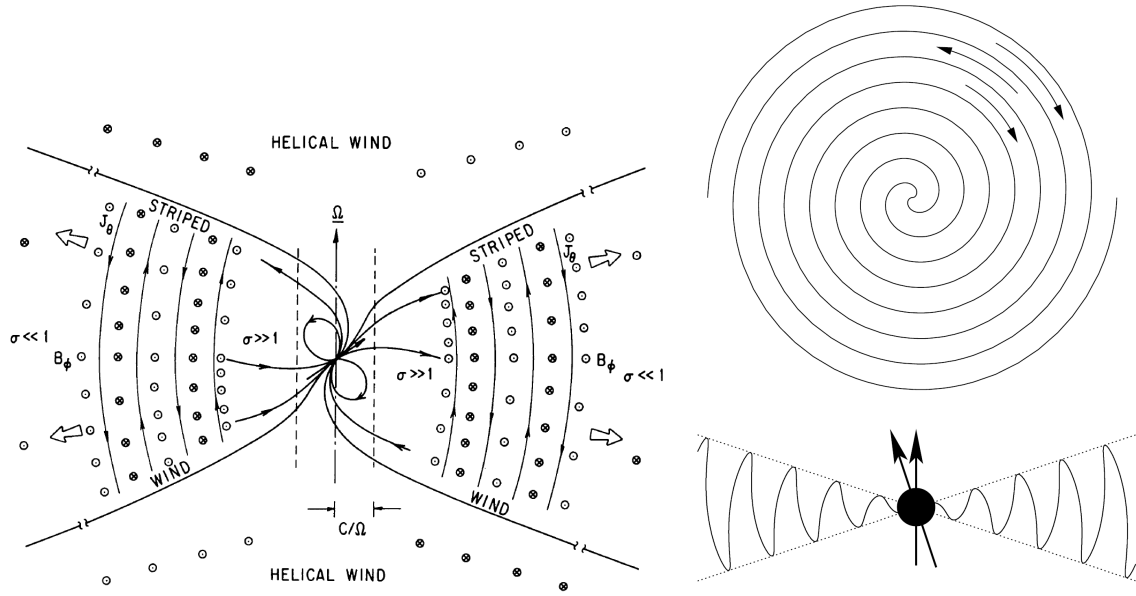 HELICAL WIND
Ω
STRIPED
STRIPED
J_θ
J_θ
σ<<1
B_ϕ
σ>>1
σ>>1
B_ϕ
σ<<1
WIND
WIND
C/Ω
HELICAL WIND